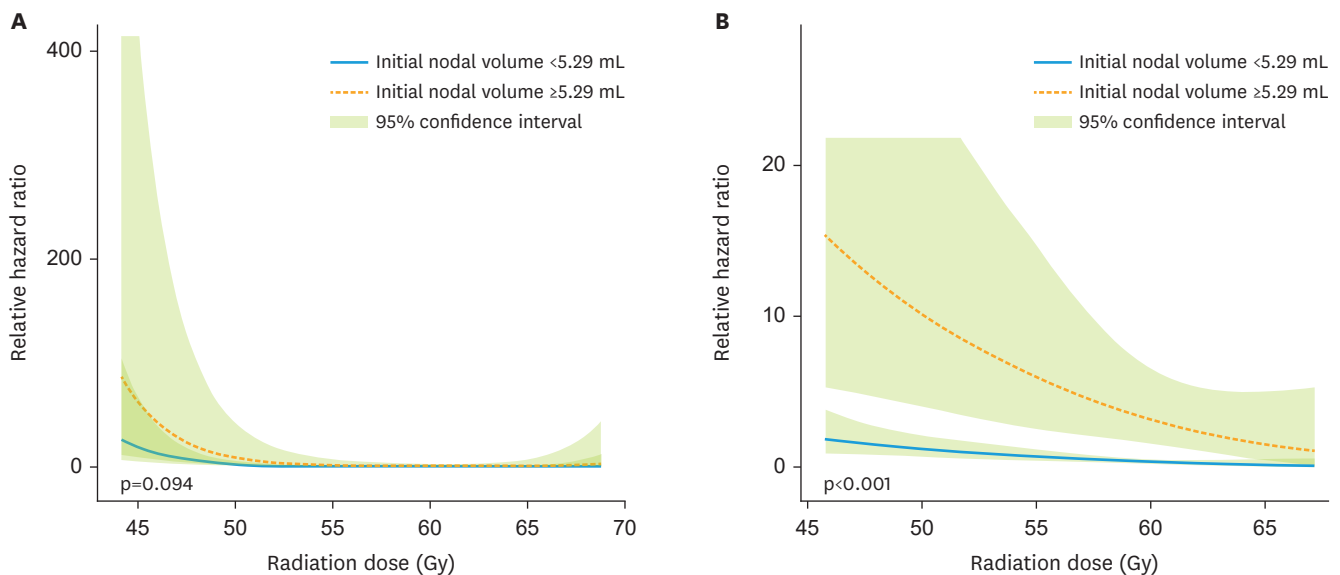 A
Relative hazard ratio
400
200
0
Initial nodal volume <5.29 mL
Initial nodal volume ≥5.29 mL
95% confidence interval
p=0.094
45 50 55 60 65 70
Radiation dose (Gy)
B
Relative hazard ratio
20
10
0
Initial nodal volume <5.29 mL
Initial nodal volume ≥5.29 mL
95% confidence interval
p<0.001
45 50 55 60 65
Radiation dose (Gy)